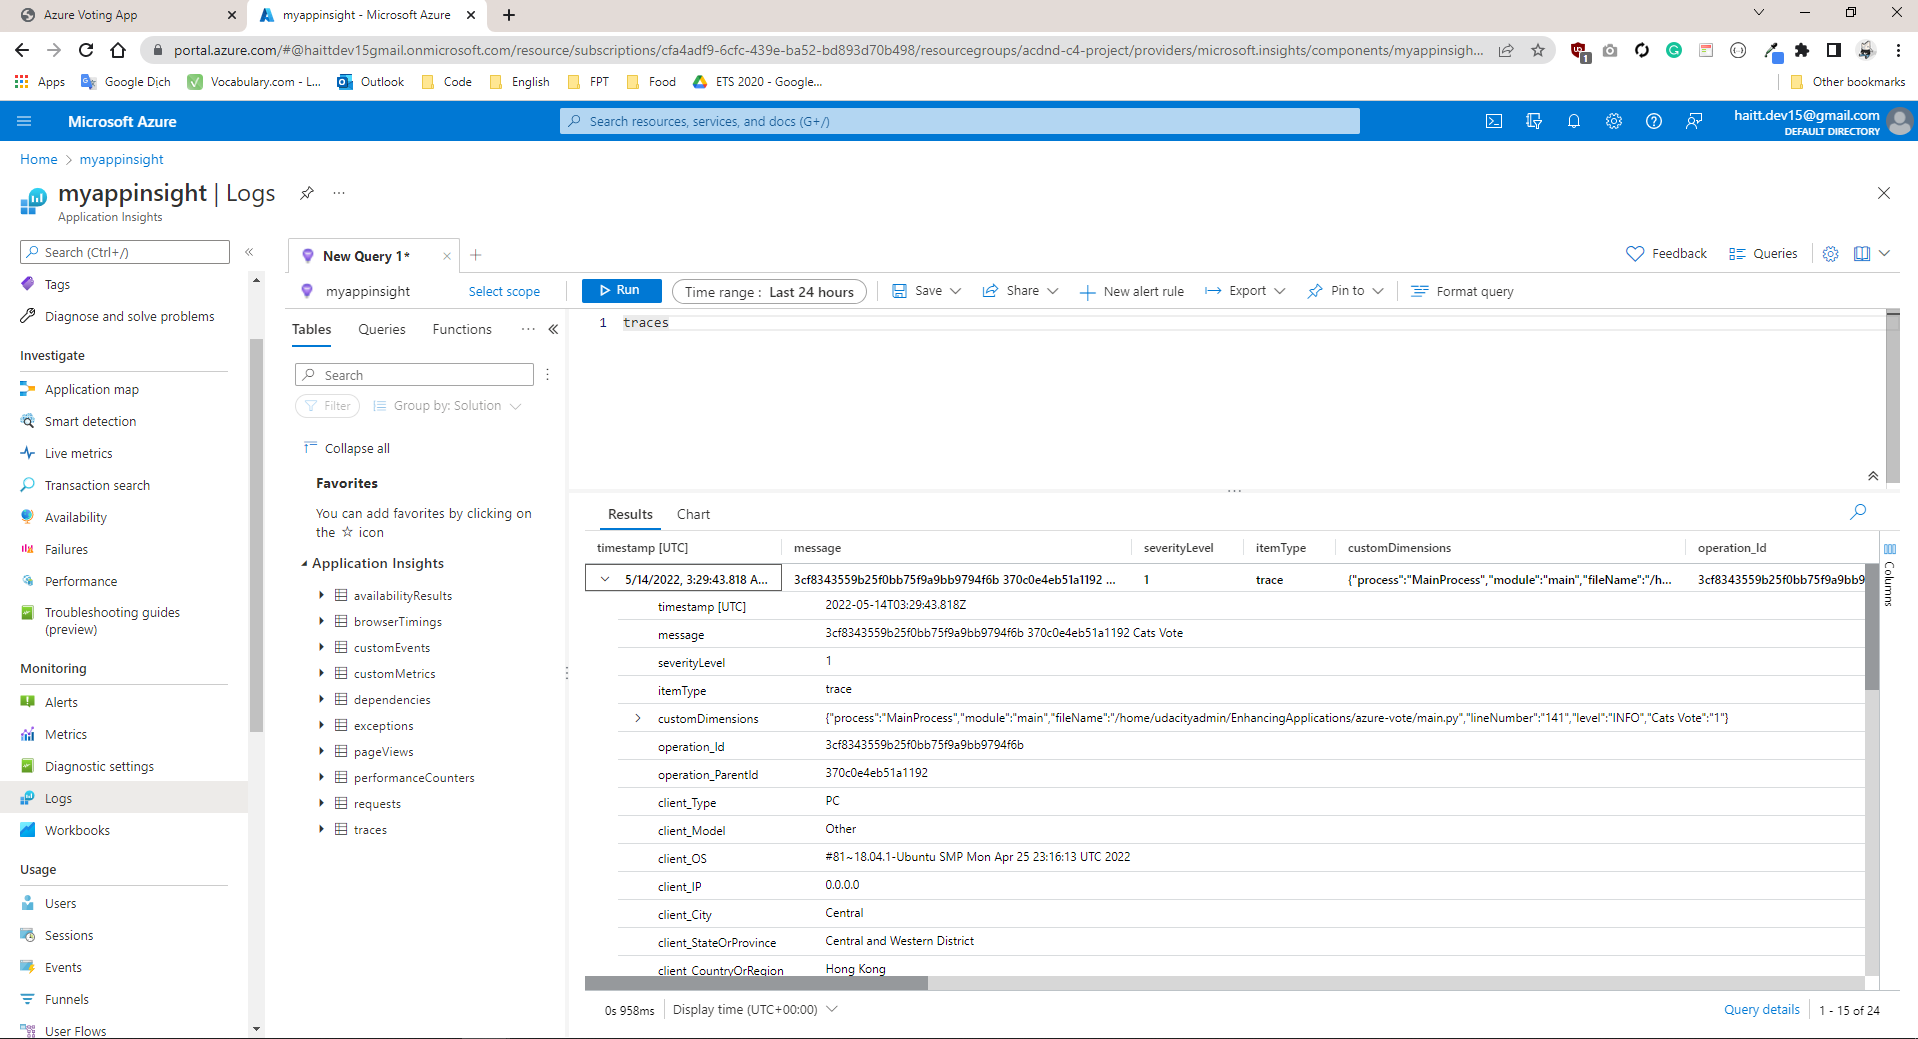 Azure Voting App
myappinsight - Microsoft Azure
portal.azure.com/#@haittdev15gmail.onmicrosoft.com/resource/subscriptions/cfa4adf9-6cfc-439e-ba52-bd893d70b498/resourcegroups/acdnd-c4-project/providers/microsoft.insights/components/myappinsigh...
1
Apps
Google Dịch
Vocabulary.com - L...
Outlook
Code
English
FPT
Food
ETS 2020 - Google...
Other bookmarks
Microsoft Azure
Search resources, services, and docs (G+/)
haitt.dev15@gmail.com
DEFAULT DIRECTORY
Home > myappinsight
myappinsight | Logs
Application Insights
Search (Ctrl+/)
Tags
Diagnose and solve problems
Investigate
Application map
Smart detection
Live metrics
Transaction search
Availability
Failures
Performance
Troubleshooting guides
(preview)
Monitoring
Alerts
Metrics
Diagnostic settings
Logs
Workbooks
Usage
Users
Sessions
Events
Funnels
User Flows
New Query 1*
Feedback
Queries
myappinsight
Select scope
Run
Time range : Last 24 hours
Save
Share
New alert rule
Export
Pin to
Format query
Tables
Queries
Functions
Search
Filter
Group by: Solution
Collapse all
Favorites
You can add favorites by clicking on
the ☆ icon
Application Insights
availabilityResults
browserTimings
customEvents
customMetrics
dependencies
exceptions
pageViews
performanceCounters
requests
traces
1 traces
Results
Chart
timestamp [UTC] message severityLevel itemType customDimensions operation_Id
5/14/2022, 3:29:43.818 A... 3cf8343559b25f0bb75f9a9bb9794f6b 370c0e4eb51a1192 ... 1 trace {"process":"MainProcess","module":"main","fileName":"/h... 3cf8343559b25f0bb75f9a9bb9
timestamp [UTC] 2022-05-14T03:29:43.818Z
message 3cf8343559b25f0bb75f9a9bb9794f6b 370c0e4eb51a1192 Cats Vote
severityLevel 1
itemType trace
customDimensions {"process":"MainProcess","module":"main","fileName":"/home/udacityadmin/EnhancingApplications/azure-vote/main.py","lineNumber":"141","level":"INFO","Cats Vote":"1"}
operation_Id 3cf8343559b25f0bb75f9a9bb9794f6b
operation_ParentId 370c0e4eb51a1192
client_Type PC
client_Model Other
client_OS #81~18.04.1-Ubuntu SMP Mon Apr 25 23:16:13 UTC 2022
client_IP 0.0.0.0
client_City Central
client_StateOrProvince Central and Western District
client_CountryOrRegion Hong Kong
Columns
0s 958ms
Display time (UTC+00:00)
Query details
1 - 15 of 24